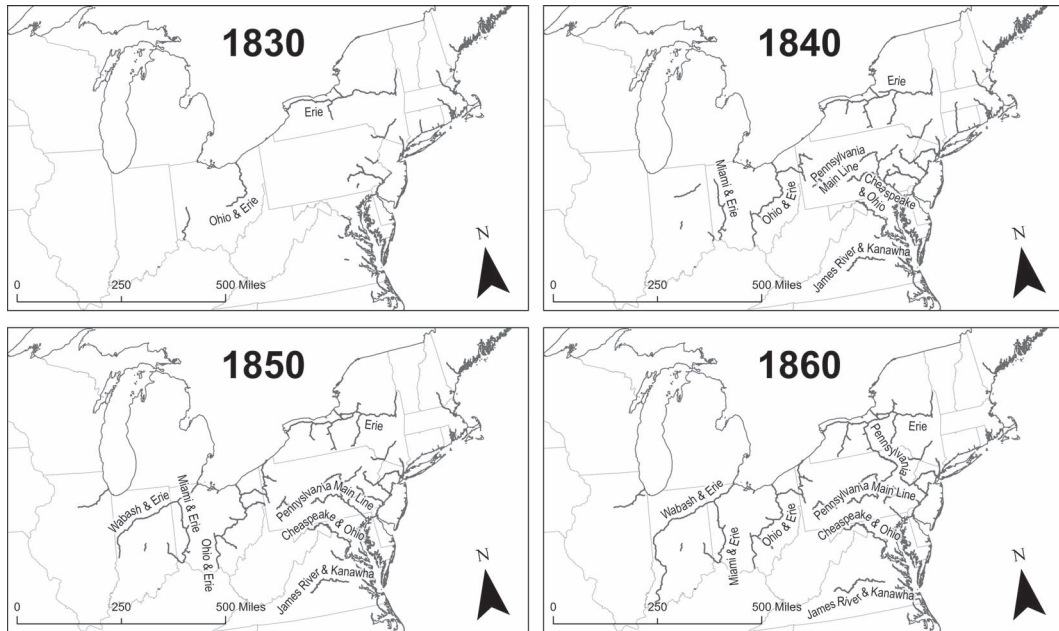 1830
Erie
Ohio & Erie
N
0
250
500 Miles
1840
Erie
Pennsylvania
Main Line
Miami & Erie
Ohio & Erie
Cheaspeake
& Ohio
James River & Kanawha
N
0
250
500 Miles
1850
Erie
Wabash & Erie
Miami & Erie
Ohio & Erie
Pennyslvania Main Line
Cheaspeake & Ohio
James River & Kanawha
N
0
250
500 Miles
1860
Erie
Pennsylvania
Wabash & Erie
Miami & Erie
Ohio & Erie
Pennsylvania Main Line
Cheaspeake & Ohio
James River & Kanawha
N
0
250
500 Miles